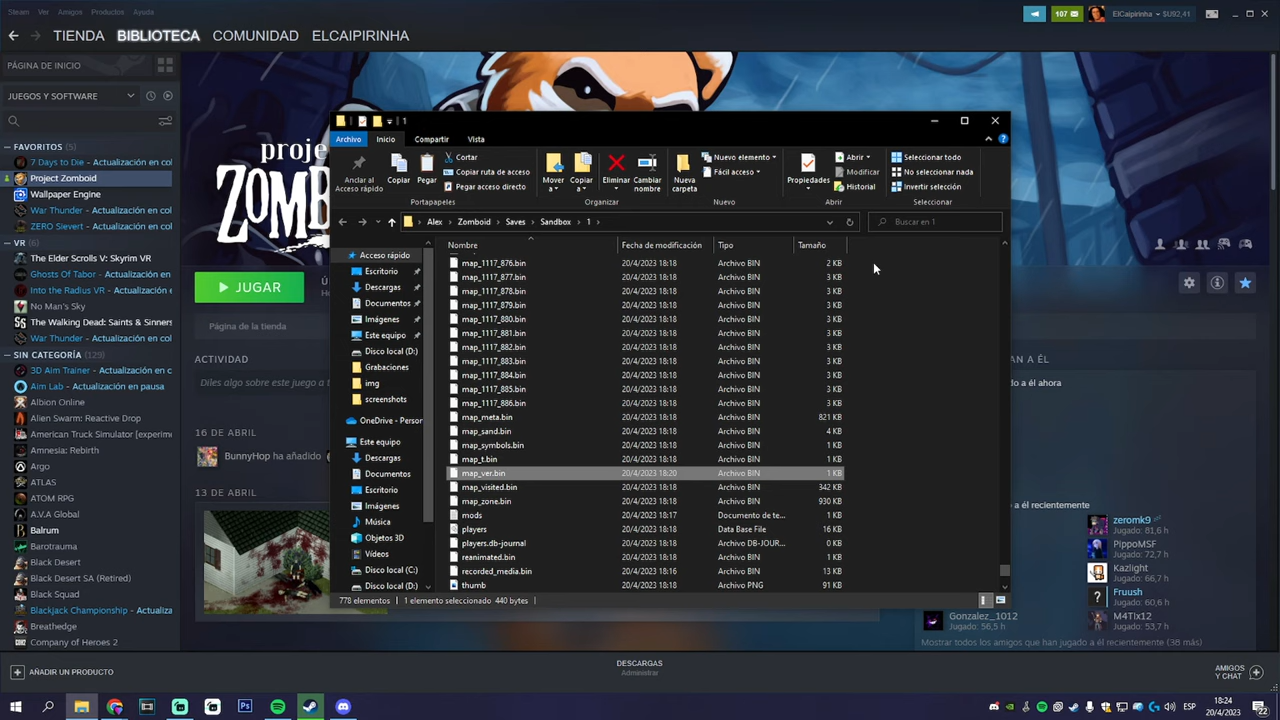 Steam Ver Amigos Productos Ayuda
107
ElCaipirinha
$U92,41
TIENDA BIBLIOTECA COMUNIDAD ELCAIPIRINHA
PÁGINA DE INICIO
JUEGOS Y SOFTWARE
FAVORITOS (5)
7 Days to Die - Actualización en col
Project Zomboid
Wallpaper Engine
War Thunder - Actualización en col
ZERO Sievert - Actualización en col
VR (6)
The Elder Scrolls V: Skyrim VR
Ghosts Of Tabor - Actualización en
Into the Radius VR - Actualización en
No Man's Sky
The Walking Dead: Saints & Sinners
War Thunder - Actualización en col
SIN CATEGORÍA (129)
3D Aim Trainer - Actualización en col
Aim Lab - Actualización en pausa
Albion Online
Alien Swarm: Reactive Drop
American Truck Simulator [experim
Amnesia: Rebirth
Argo
ATLAS
ATOM RPG
A.V.A Global
Balrum
Barotrauma
Black Desert
Black Desert SA (Retired)
Black Squad
Blackjack Championship - Actualiza
Breathedge
Company of Heroes 2
AÑADIR UN PRODUCTO
proje
ZOMB
JUGAR
Página de la tienda
ACTIVIDAD
Diles algo sobre este juego a t
16 DE ABRIL
BunnyHop ha añadido
13 DE ABRIL
1
Archivo Inicio Compartir Vista
Anclar al
Acceso rápido
Copiar
Pegar
Cortar
Copiar ruta de acceso
Pegar acceso directo
Portapapeles
Mover
a
Copiar
a
Eliminar
Cambiar
nombre
Organizar
Nueva
carpeta
Nuevo elemento
Fácil acceso
Nuevo
Propiedades
Abrir
Modificar
Historial
Abrir
Seleccionar todo
No seleccionar nada
Invertir selección
Seleccionar
Alex > Zomboid > Saves > Sandbox > 1 >
Buscar en 1
Acceso rápido
Escritorio
Descargas
Documentos
Imágenes
Este equipo
Disco local (D:)
Grabaciones
img
screenshots
OneDrive - Person
Este equipo
Descargas
Documentos
Escritorio
Imágenes
Música
Objetos 3D
Vídeos
Disco local (C:)
Disco local (D:)
Nombre Fecha de modificación Tipo Tamaño
map_1117_876.bin 20/4/2023 18:18 Archivo BIN 2 KB
map_1117_877.bin 20/4/2023 18:18 Archivo BIN 3 KB
map_1117_878.bin 20/4/2023 18:18 Archivo BIN 3 KB
map_1117_879.bin 20/4/2023 18:18 Archivo BIN 3 KB
map_1117_880.bin 20/4/2023 18:18 Archivo BIN 3 KB
map_1117_881.bin 20/4/2023 18:18 Archivo BIN 3 KB
map_1117_882.bin 20/4/2023 18:18 Archivo BIN 3 KB
map_1117_883.bin 20/4/2023 18:18 Archivo BIN 3 KB
map_1117_884.bin 20/4/2023 18:18 Archivo BIN 3 KB
map_1117_885.bin 20/4/2023 18:18 Archivo BIN 3 KB
map_1117_886.bin 20/4/2023 18:18 Archivo BIN 3 KB
map_meta.bin 20/4/2023 18:18 Archivo BIN 821 KB
map_sand.bin 20/4/2023 18:18 Archivo BIN 4 KB
map_symbols.bin 20/4/2023 18:18 Archivo BIN 1 KB
map_t.bin 20/4/2023 18:18 Archivo BIN 1 KB
map_ver.bin 20/4/2023 18:20 Archivo BIN 1 KB
map_visited.bin 20/4/2023 18:18 Archivo BIN 342 KB
map_zone.bin 20/4/2023 18:18 Archivo BIN 930 KB
mods 20/4/2023 18:17 Documento de te... 1 KB
players 20/4/2023 18:18 Data Base File 16 KB
players.db-journal 20/4/2023 18:18 Archivo DB-JOUR... 0 KB
reanimated.bin 20/4/2023 18:18 Archivo BIN 1 KB
recorded_media.bin 20/4/2023 18:16 Archivo BIN 13 KB
thumb 20/4/2023 18:18 Archivo PNG 91 KB
778 elementos 1 elemento seleccionado 440 bytes
AN A ÉL
do a él ahora
o a él recientemente
zeromk9
Jugado: 81,6 h
PippoMSF
Jugado: 72,7 h
Kazlight
Jugado: 66,7 h
Fruush
Jugado: 60,6 h
Gonzalez_1012
Jugado: 56,5 h
M4TIx12
Jugado: 53,7 h
Mostrar todos los amigos que han jugado a él recientemente (38 más)
DESCARGAS
Administrar
AMIGOS
Y CHAT
ESP
18:24
20/4/2023
22